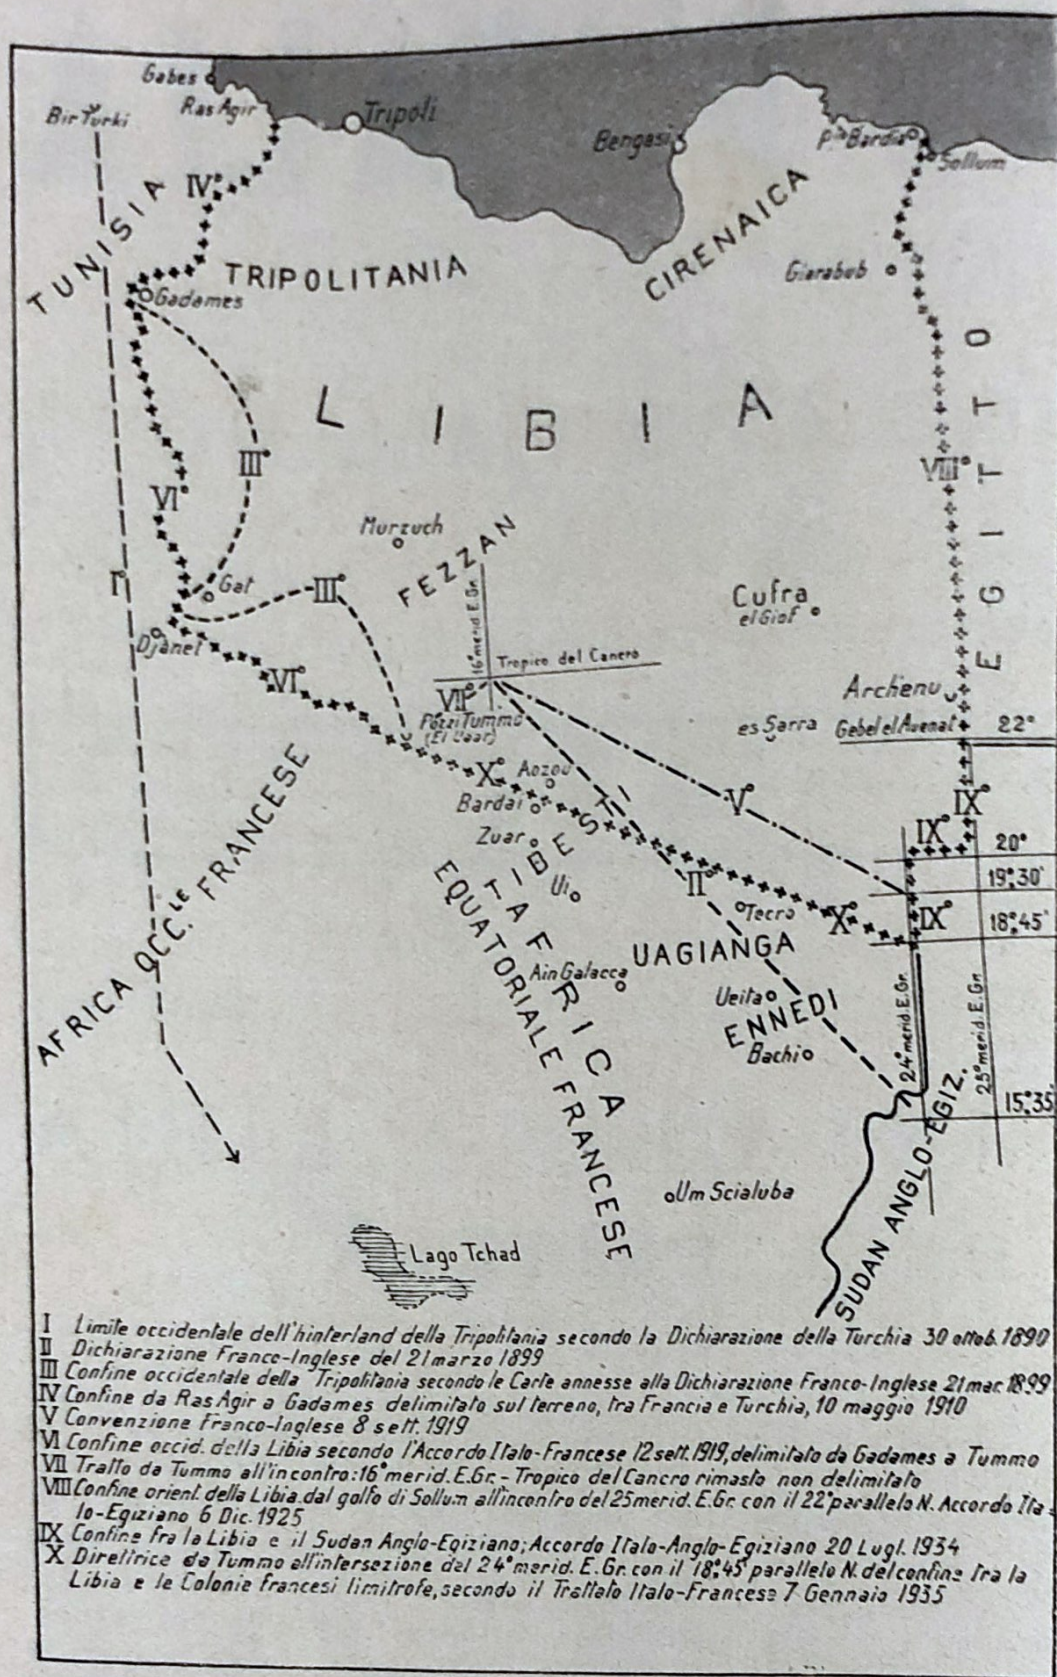 Gabes
Ras Agir
Tripoli
Bir Turki
Bengasi
Pta Bardia
Sollum
IV°
TUNISIA
TRIPOLITANIA
CIRENAICA
Giarabub
Gadames
LIBIA
EGITTO
III°
VI°
VIII°
Murzuch
FEZZAN
I°
Gat
III°
16° merid. E. Gr.
Cufra
el Giof
Djanet
Tropico del Cancro
VI°
VII°
Archenu
Pozzi Tummo
(El Uaar)
es Sarra
Gebel el Auenat
22°
X°
Aozou
Bardai
V°
IX°
IX°
20°
Zuar
TIBESTI
19°30'
II
Ui
Tecro
X°
IX°
18°45'
AFRICA OCC.LE FRANCESE
AFRICA
EQUATORIALE FRANCESE
UAGIANGA
Ain Galacca
Ueita
ENNEDI
Bachio
24° merid. E. Gr.
25° merid. E. Gr.
15°35'
SUDAN ANGLO-EGIZ.
Um Scialuba
Lago Tchad
I Limite occidentale dell'hinterland della Tripolitania secondo la Dichiarazione della Turchia 30 ottob. 1890
II Dichiarazione Franco-Inglese del 21 marzo 1899
III Confine occidentale della Tripolitania secondo le Carte annesse alla Dichiarazione Franco-Inglese 21 mar. 1899
IV Confine da Ras Agir a Gadames delimitato sul terreno, tra Francia e Turchia, 10 maggio 1910
V Convenzione Franco-Inglese 8 sett. 1919
VI Confine occid. della Libia secondo l'Accordo Italo-Francese 12 sett. 1919, delimitato da Gadames a Tummo
VII Tratto da Tummo all'incontro: 16° merid. E. Gr. - Tropico del Cancro rimasto non delimitato
VIII Confine orient. della Libia dal golfo di Sollum all'incontro del 25 merid. E. Gr. con il 22° parallelo N. Accordo Ita-
lo-Egiziano 6 Dic. 1925
IX Confine fra la Libia e il Sudan Anglo-Egiziano; Accordo Italo-Anglo-Egiziano 20 Lugl. 1934
X Direttrice da Tummo all'intersezione del 24° merid. E. Gr. con il 18°45' parallelo N. del confine tra la
Libia e le Colonie francesi limitrofe, secondo il Trattato Italo-Francese 7 Gennaio 1935